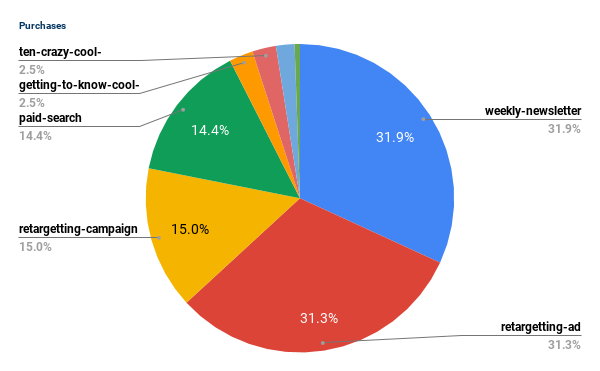 Purchases
ten-crazy-cool-
2.5%
getting-to-know-cool-
2.5%
paid-search
14.4%
retargetting-campaign
15.0%
weekly-newsletter
31.9%
retargetting-ad
31.3%
14.4%
31.9%
15.0%
31.3%